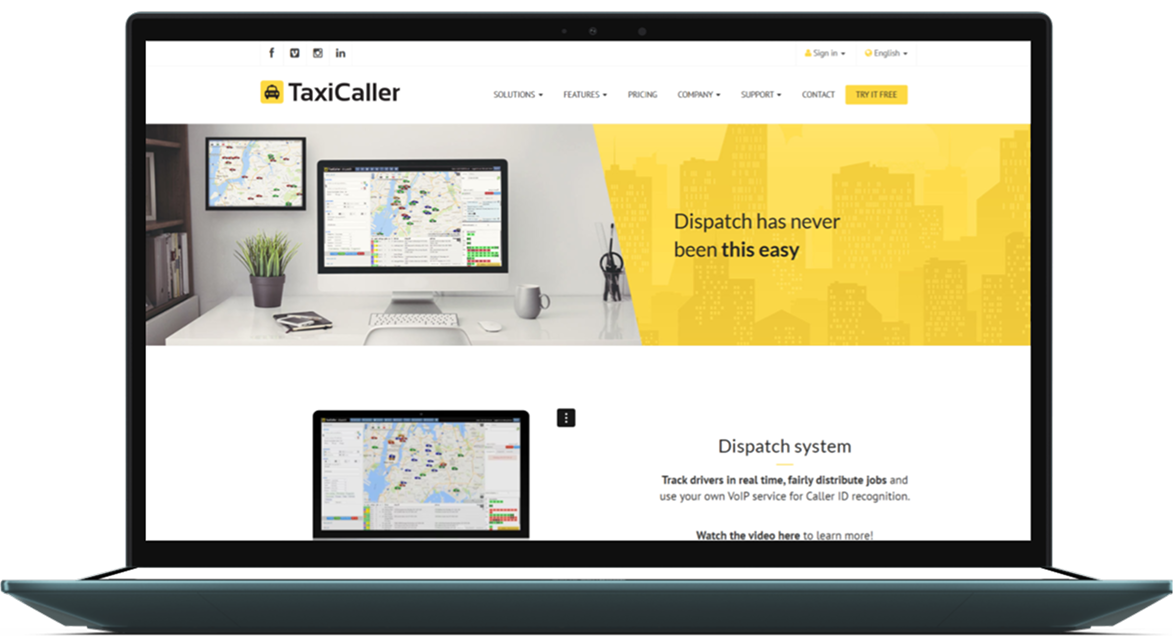 Sign in
English
TaxiCaller
SOLUTIONS
FEATURES
PRICING
COMPANY
SUPPORT
CONTACT
TRY IT FREE
Dispatch has never
been this easy
Dispatch system
Track drivers in real time, fairly distribute jobs and
use your own VoIP service for Caller ID recognition.
Watch the video here to learn more!